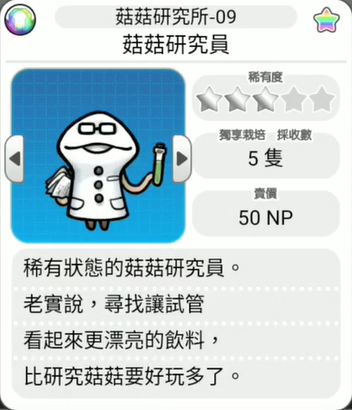 菇菇研究所-09
菇菇研究員
稀有度
獨享栽培 採收數
5 隻
賣價
50 NP
稀有狀態的菇菇研究員。
老實說，尋找讓試管
看起來更漂亮的飲料，
比研究菇菇要好玩多了。